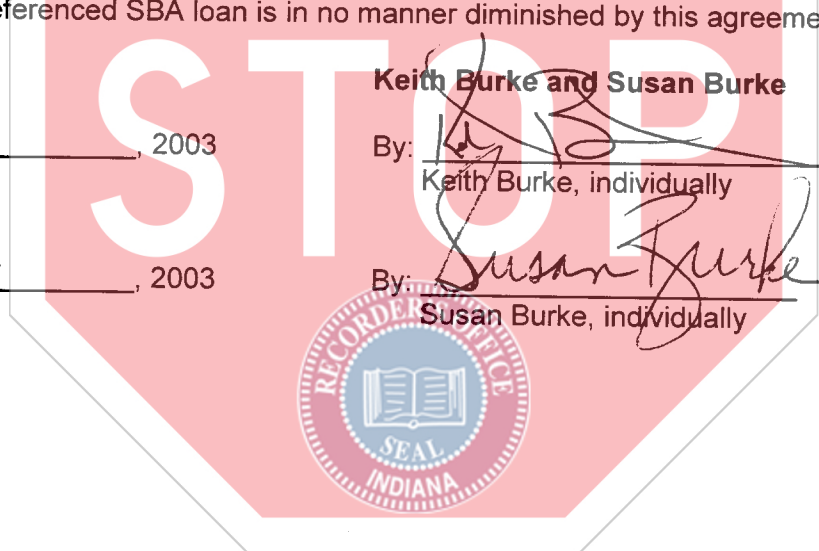 eferenced SBA loan is in no manner diminished by this agreeme
Keith Burke and Susan Burke
, 2003
By:
Keith Burke, individually
, 2003
By: Susan Burke
Susan Burke, individually
STOP
RECORDER'S OFFICE
SEAL
INDIANA